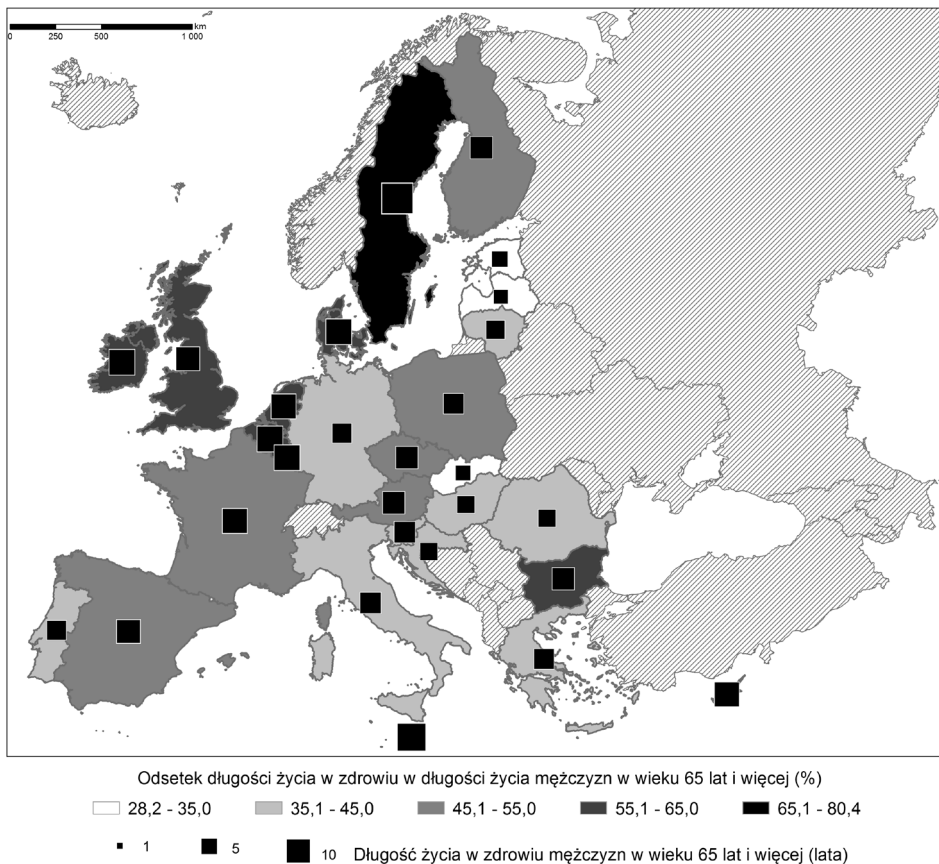 km
0 250 500 1 000
Odsetek długości życia w zdrowiu w długości życia mężczyzn w wieku 65 lat i więcej (%)
28,2 - 35,0 35,1 - 45,0 45,1 - 55,0 55,1 - 65,0 65,1 - 80,4
1 5 10 Długość życia w zdrowiu mężczyzn w wieku 65 lat i więcej (lata)